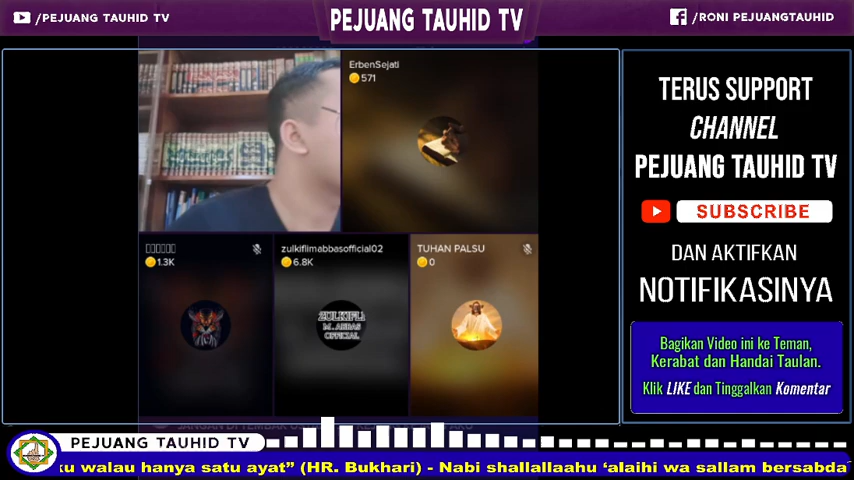 /PEJUANG TAUHID TV
PEJUANG TAUHID TV
/RONI PEJUANGTAUHID
ErbenSejati
571
1.3K
zulkiflimabbasofficial02
6.8K
TUHAN PALSU
0
ZULKIFLI
M. ABBAS
OFFICIAL
TERUS SUPPORT
CHANNEL
PEJUANG TAUHID TV
SUBSCRIBE
DAN AKTIFKAN
NOTIFIKASINYA
Bagikan Video ini ke Teman,
Kerabat dan Handai Taulan.
Klik LIKE dan Tinggalkan Komentar
PEJUANG TAUHID TV
ku walau hanya satu ayat” (HR. Bukhari) - Nabi shallallaahu ‘alaihi wa sallam bersabda